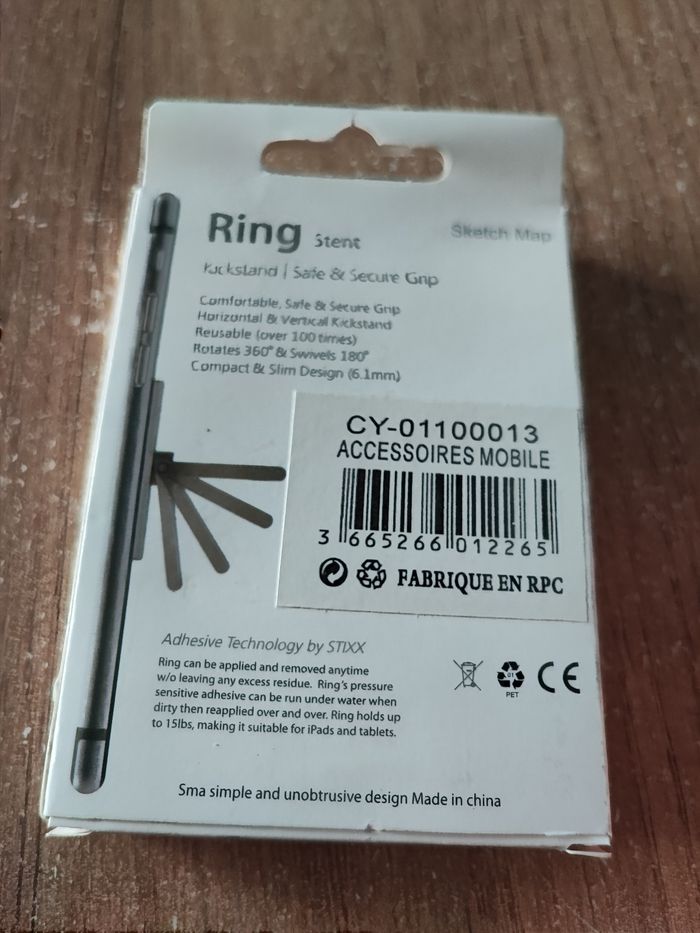 Ring Stent
Sketch Map
Kickstand | Safe & Secure Grip
Comfortable, Safe & Secure Grip
Horizontal & Vertical Kickstand
Reusable (over 100 times)
Rotates 360° & Swivels 180°
Compact & Slim Design (6.1mm)
CY-01100013
ACCESSOIRES MOBILE
3 665266 012265
FABRIQUE EN RPC
Adhesive Technology by STIXX
Ring can be applied and removed anytime
w/o leaving any excess residue. Ring's pressure
sensitive adhesive can be run under water when
dirty then reapplied over and over. Ring holds up
to 15lbs, making it suitable for iPads and tablets.
01
PET
CE
Sma simple and unobtrusive design Made in china